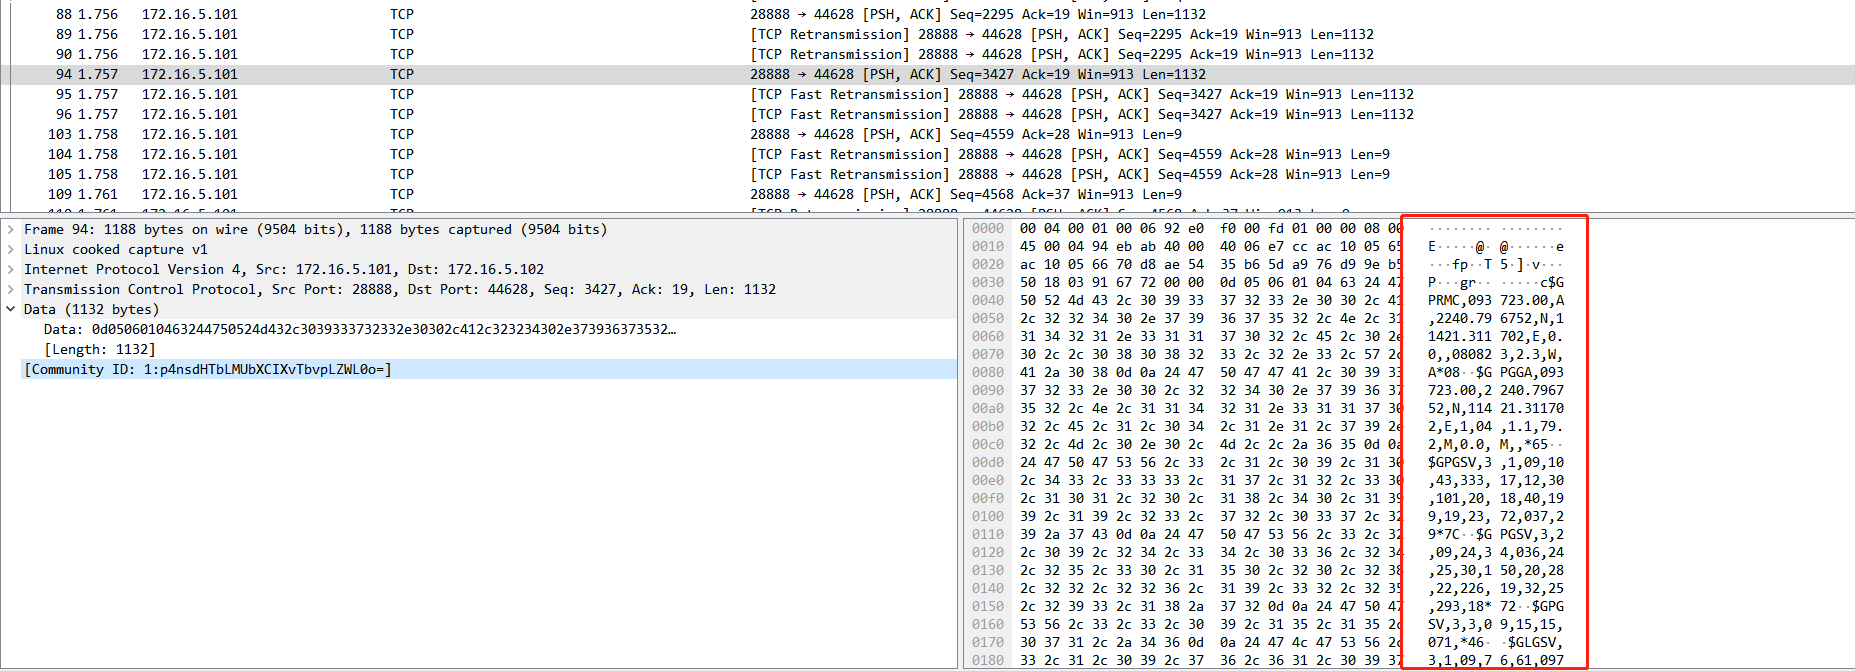 88 1.756 172.16.5.101 TCP 28888 → 44628 [PSH, ACK] Seq=2295 Ack=19 Win=913 Len=1132
89 1.756 172.16.5.101 TCP [TCP Retransmission] 28888 → 44628 [PSH, ACK] Seq=2295 Ack=19 Win=913 Len=1132
90 1.756 172.16.5.101 TCP [TCP Retransmission] 28888 → 44628 [PSH, ACK] Seq=2295 Ack=19 Win=913 Len=1132
94 1.757 172.16.5.101 TCP 28888 → 44628 [PSH, ACK] Seq=3427 Ack=19 Win=913 Len=1132
95 1.757 172.16.5.101 TCP [TCP Fast Retransmission] 28888 → 44628 [PSH, ACK] Seq=3427 Ack=19 Win=913 Len=1132
96 1.757 172.16.5.101 TCP [TCP Fast Retransmission] 28888 → 44628 [PSH, ACK] Seq=3427 Ack=19 Win=913 Len=1132
103 1.758 172.16.5.101 TCP 28888 → 44628 [PSH, ACK] Seq=4559 Ack=28 Win=913 Len=9
104 1.758 172.16.5.101 TCP [TCP Fast Retransmission] 28888 → 44628 [PSH, ACK] Seq=4559 Ack=28 Win=913 Len=9
105 1.758 172.16.5.101 TCP [TCP Fast Retransmission] 28888 → 44628 [PSH, ACK] Seq=4559 Ack=28 Win=913 Len=9
109 1.761 172.16.5.101 TCP 28888 → 44628 [PSH, ACK] Seq=4568 Ack=37 Win=913 Len=9
Frame 94: 1188 bytes on wire (9504 bits), 1188 bytes captured (9504 bits)
Linux cooked capture v1
Internet Protocol Version 4, Src: 172.16.5.101, Dst: 172.16.5.102
Transmission Control Protocol, Src Port: 28888, Dst Port: 44628, Seq: 3427, Ack: 19, Len: 1132
Data (1132 bytes)
Data: 0d0506010463244750524d432c3039333732332e30302c412c323234302e373936373532…
[Length: 1132]
[Community ID: 1:p4nsdHTbLMUbXCIXvTbvpLZWL0o=]
0000 00 04 00 01 00 06 92 e0 f0 00 fd 01 00 00 08 00 ········ ········
0010 45 00 04 94 eb ab 40 00 40 06 e7 cc ac 10 05 65 E·····@· @······e
0020 ac 10 05 66 70 d8 ae 54 35 b6 5d a9 76 d9 9e b5 ···fp··T 5·]·v···
0030 50 18 03 91 67 72 00 00 0d 05 06 01 04 63 24 47 P···gr·· ·····c$G
0040 50 52 4d 43 2c 30 39 33 37 32 33 2e 30 30 2c 41 PRMC,093 723.00,A
0050 2c 32 32 34 30 2e 37 39 36 37 35 32 2c 4e 2c 31 ,2240.79 6752,N,1
0060 31 34 32 31 2e 33 31 31 37 30 32 2c 45 2c 30 2e 1421.311 702,E,0.
0070 30 2c 2c 30 38 30 38 32 33 2c 32 2e 33 2c 57 2c 0,,08082 3,2.3,W,
0080 41 2a 30 38 0d 0a 24 47 50 47 47 41 2c 30 39 33 A*08··$G PGGA,093
0090 37 32 33 2e 30 30 2c 32 32 34 30 2e 37 39 36 37 723.00,2 240.7967
00a0 35 32 2c 4e 2c 31 31 34 32 31 2e 33 31 31 37 30 52,N,114 21.31170
00b0 32 2c 45 2c 31 2c 30 34 2c 31 2e 31 2c 37 39 2e 2,E,1,04 ,1.1,79.
00c0 32 2c 4d 2c 30 2e 30 2c 4d 2c 2c 2a 36 35 0d 0a 2,M,0.0, M,,*65··
00d0 24 47 50 47 53 56 2c 33 2c 31 2c 30 39 2c 31 30 $GPGSV,3 ,1,09,10
00e0 2c 34 33 2c 33 33 33 2c 31 37 2c 31 32 2c 33 30 ,43,333, 17,12,30
00f0 2c 31 30 31 2c 32 30 2c 31 38 2c 34 30 2c 31 39 ,101,20, 18,40,19
0100 39 2c 31 39 2c 32 33 2c 37 32 2c 30 33 37 2c 32 9,19,23, 72,037,2
0110 39 2a 37 43 0d 0a 24 47 50 47 53 56 2c 33 2c 32 9*7C··$G PGSV,3,2
0120 2c 30 39 2c 32 34 2c 33 34 2c 30 33 36 2c 32 34 ,09,24,3 4,036,24
0130 2c 32 35 2c 33 30 2c 31 35 30 2c 32 30 2c 32 38 ,25,30,1 50,20,28
0140 2c 32 32 2c 32 32 36 2c 31 39 2c 33 32 2c 32 35 ,22,226, 19,32,25
0150 2c 32 39 33 2c 31 38 2a 37 32 0d 0a 24 47 50 47 ,293,18* 72··$GPG
0160 53 56 2c 33 2c 33 2c 30 39 2c 31 35 2c 31 35 2c SV,3,3,0 9,15,15,
0170 30 37 31 2c 2a 34 36 0d 0a 24 47 4c 47 53 56 2c 071,*46· ·$GLGSV,
0180 33 2c 31 2c 30 39 2c 37 36 2c 36 31 2c 30 39 37 3,1,09,7 6,61,097